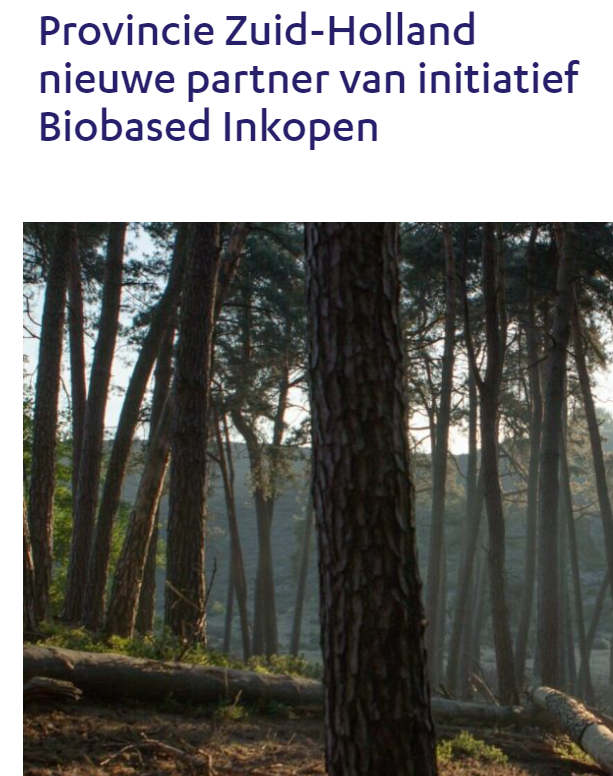 Provincie Zuid-Holland
nieuwe partner van initiatief
Biobased Inkopen